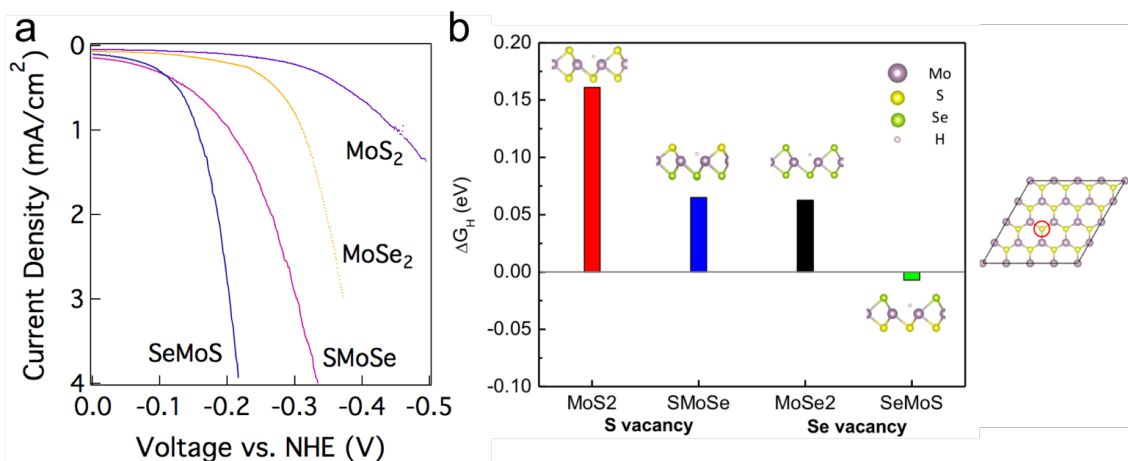 a
Current Density (mA/cm²)
0
1
2
3
4
MoS₂
MoSe₂
SeMoS
SMoSe
0.0 -0.1 -0.2 -0.3 -0.4 -0.5
Voltage vs. NHE (V)
b
ΔG_H (eV)
0.20
0.15
0.10
0.05
0.00
-0.05
-0.10
Mo
S
Se
H
MoS2 SMoSe MoSe2 SeMoS
S vacancy Se vacancy